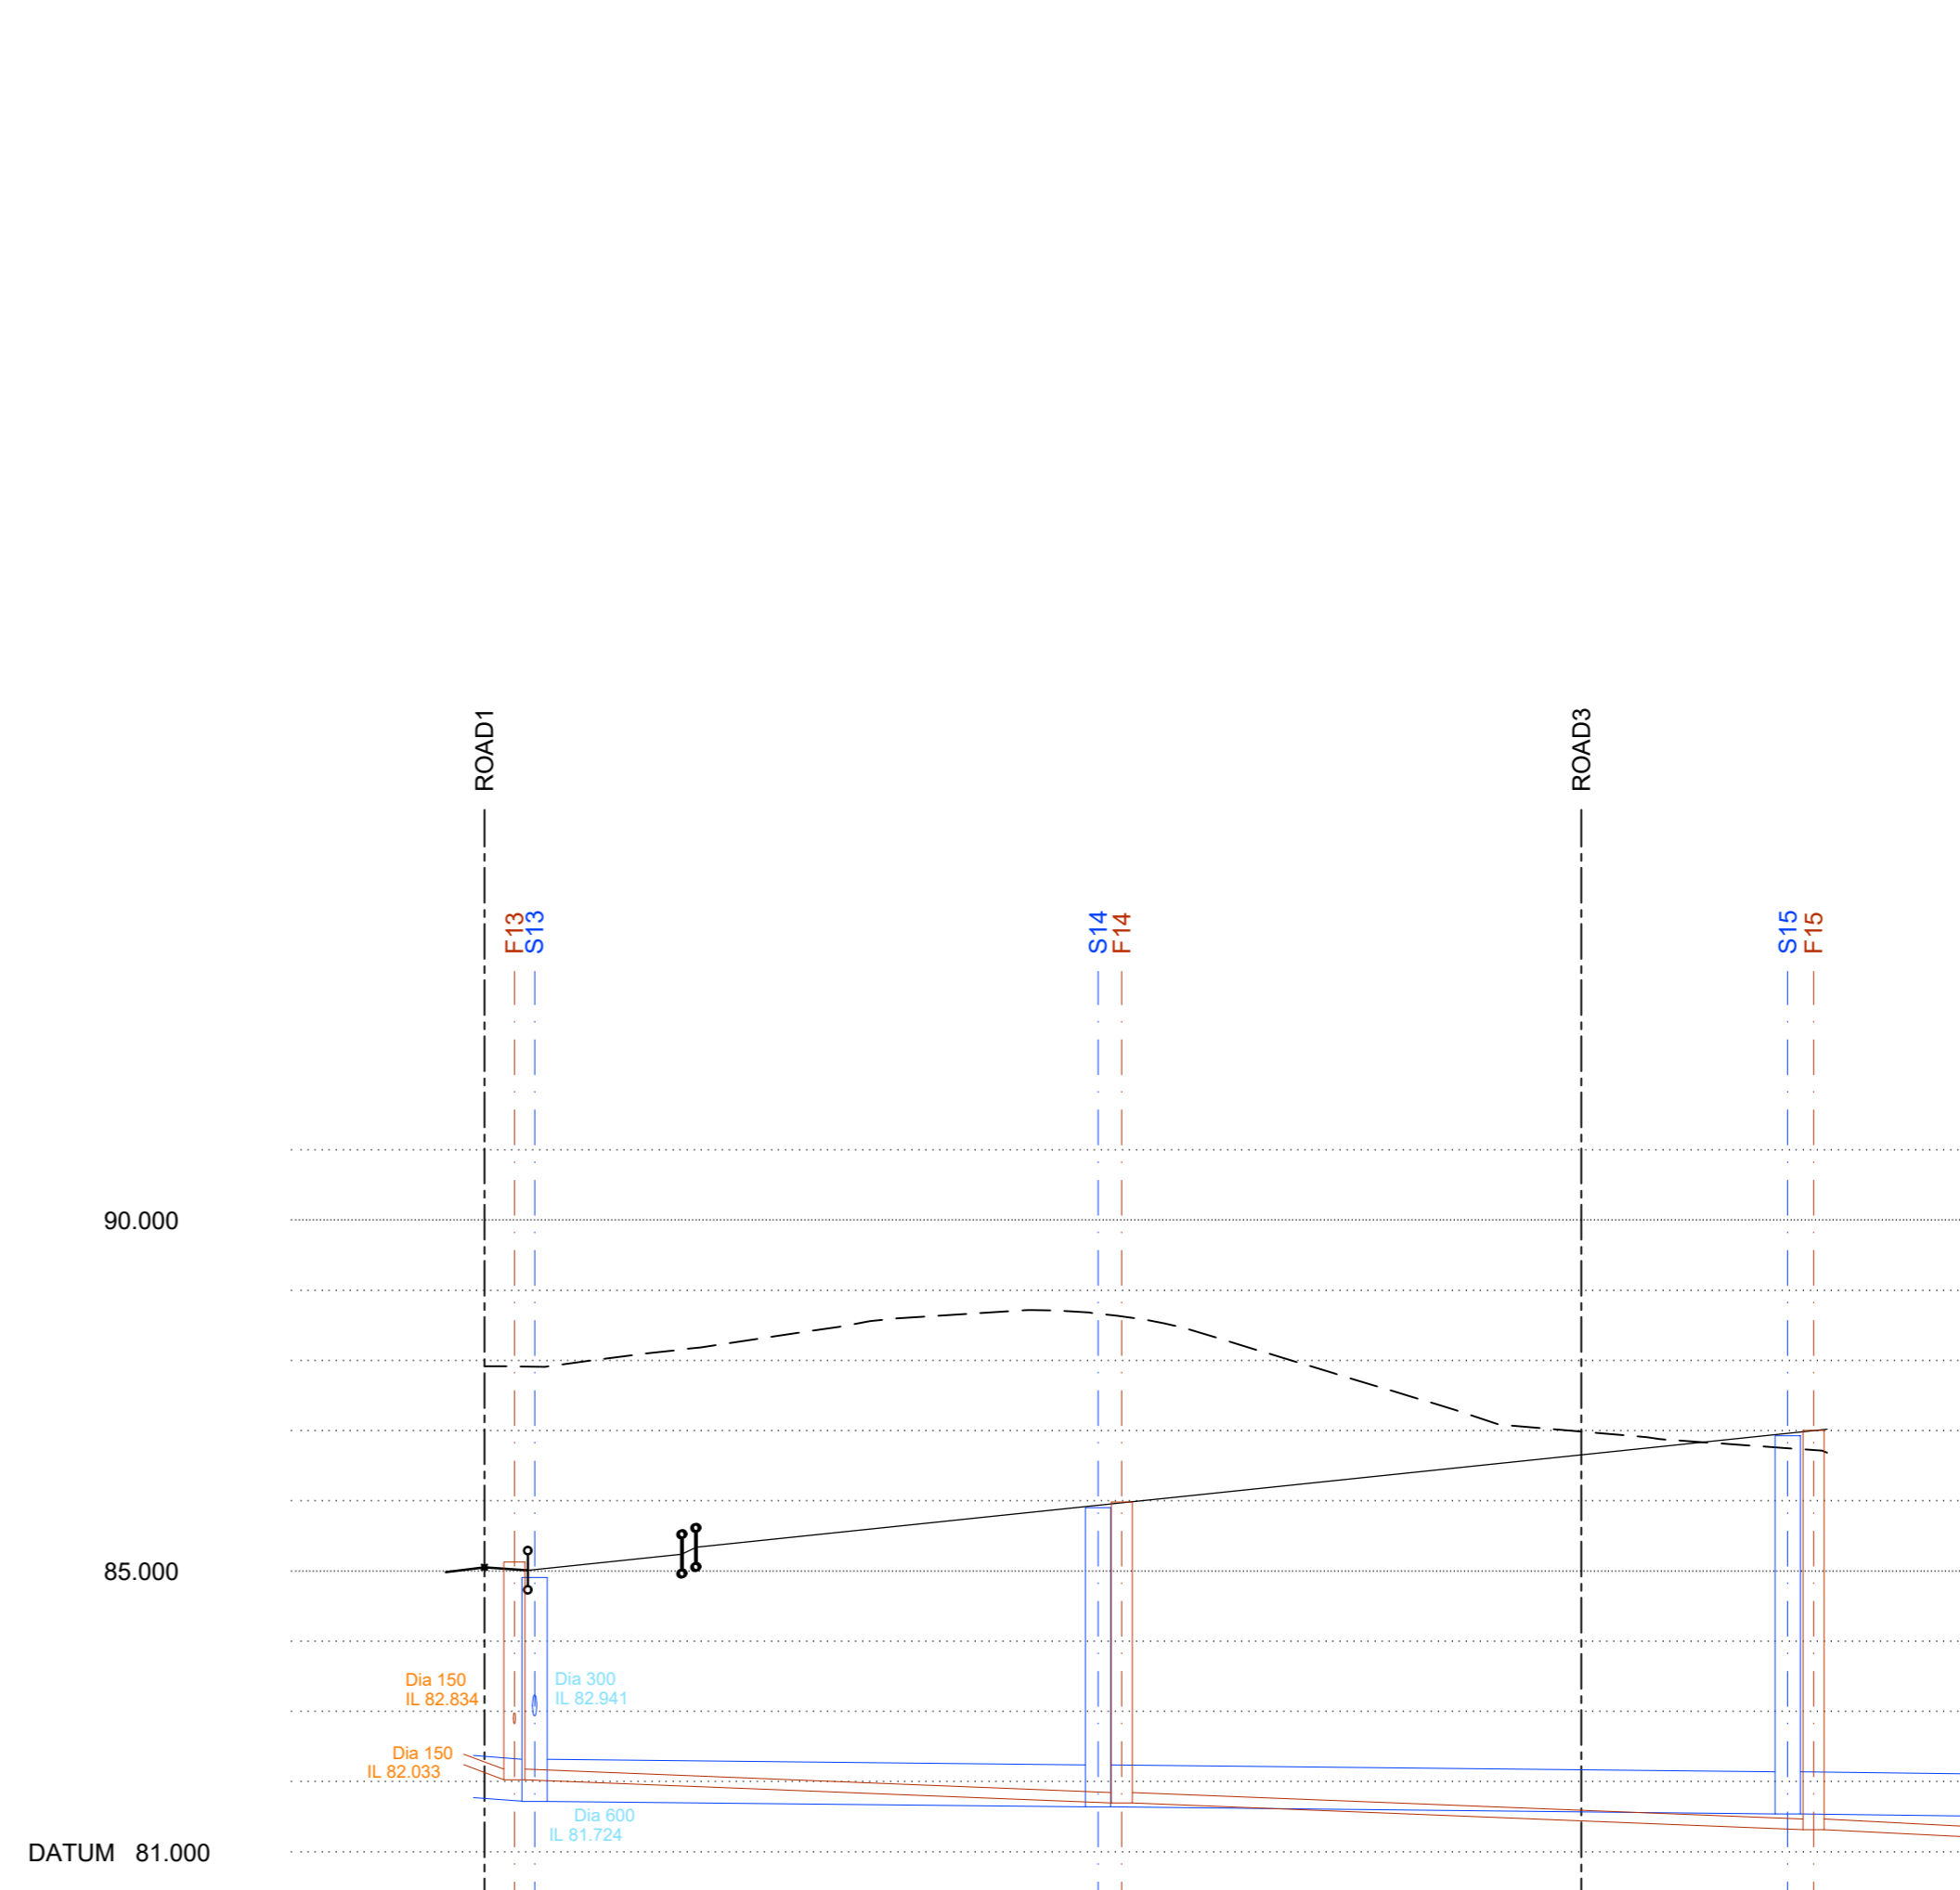 ROAD1
ROAD3
F13
S13
S14
F14
S15
F15
90.000
85.000
Dia 150
IL 82.834
Dia 300
IL 82.941
Dia 150
IL 82.033
Dia 600
IL 81.724
DATUM 81.000